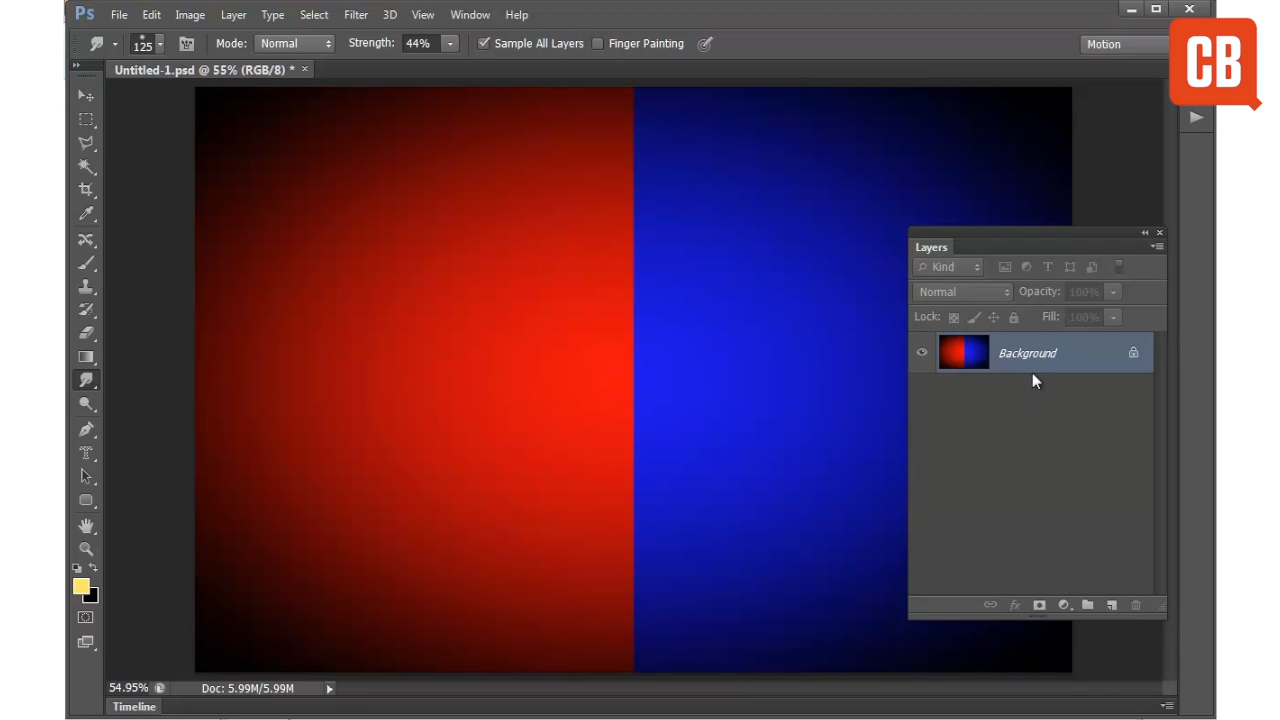 Ps File Edit Image Layer Type Select Filter 3D View Window Help
125 Mode: Normal Strength: 44% Sample All Layers Finger Painting Motion
CB
Untitled-1.psd @ 55% (RGB/8) * ×
Layers
Kind
Normal Opacity: 100%
Lock: Fill: 100%
Background
54.95% Doc: 5.99M/5.99M
Timeline